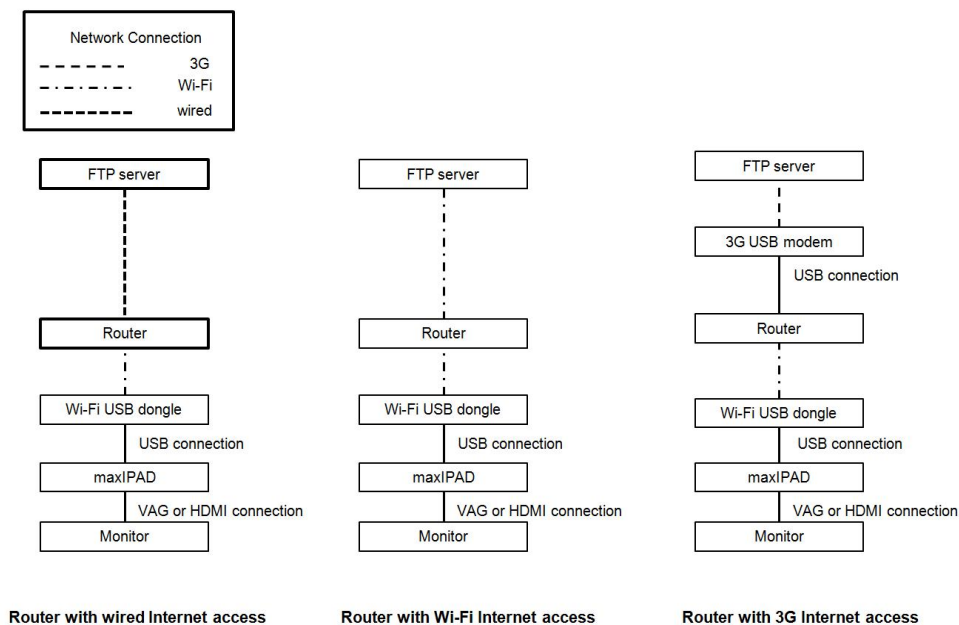 Network Connection
3G
Wi-Fi
wired
FTP server
Router
Wi-Fi USB dongle
USB connection
maxIPAD
VAG or HDMI connection
Monitor
Router with wired Internet access
FTP server
Router
Wi-Fi USB dongle
USB connection
maxIPAD
VAG or HDMI connection
Monitor
Router with Wi-Fi Internet access
FTP server
3G USB modem
USB connection
Router
Wi-Fi USB dongle
USB connection
maxIPAD
VAG or HDMI connection
Monitor
Router with 3G Internet access